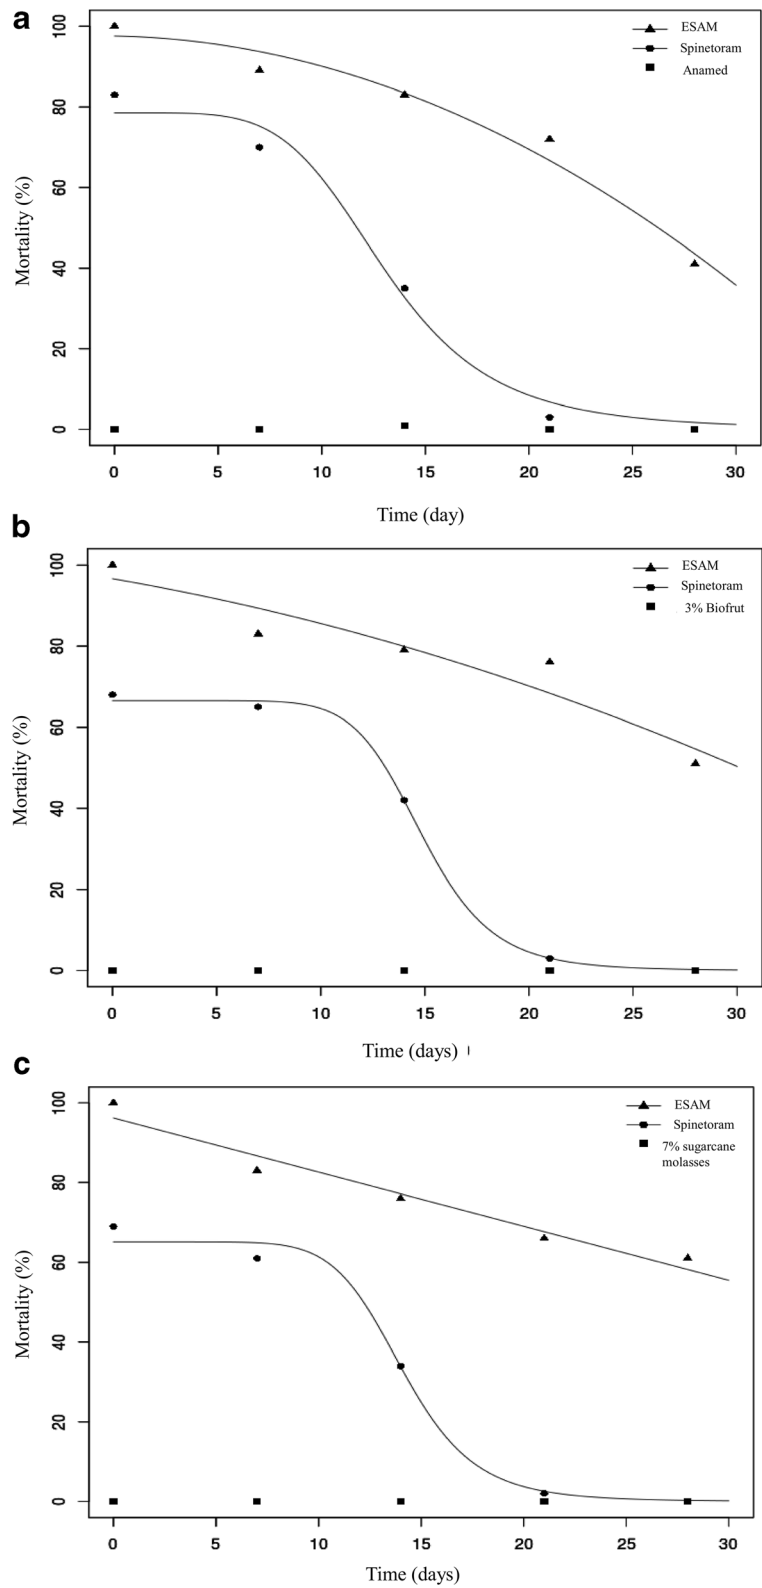 a
ESAM
Spinetoram
Anamed
Mortality (%)
100
80
60
40
20
0
0 5 10 15 20 25 30
Time (day)
b
ESAM
Spinetoram
3% Biofrut
Mortality (%)
100
80
60
40
20
0
0 5 10 15 20 25 30
Time (days)
c
ESAM
Spinetoram
7% sugarcane
molasses
Mortality (%)
100
80
60
40
20
0
0 5 10 15 20 25 30
Time (days)